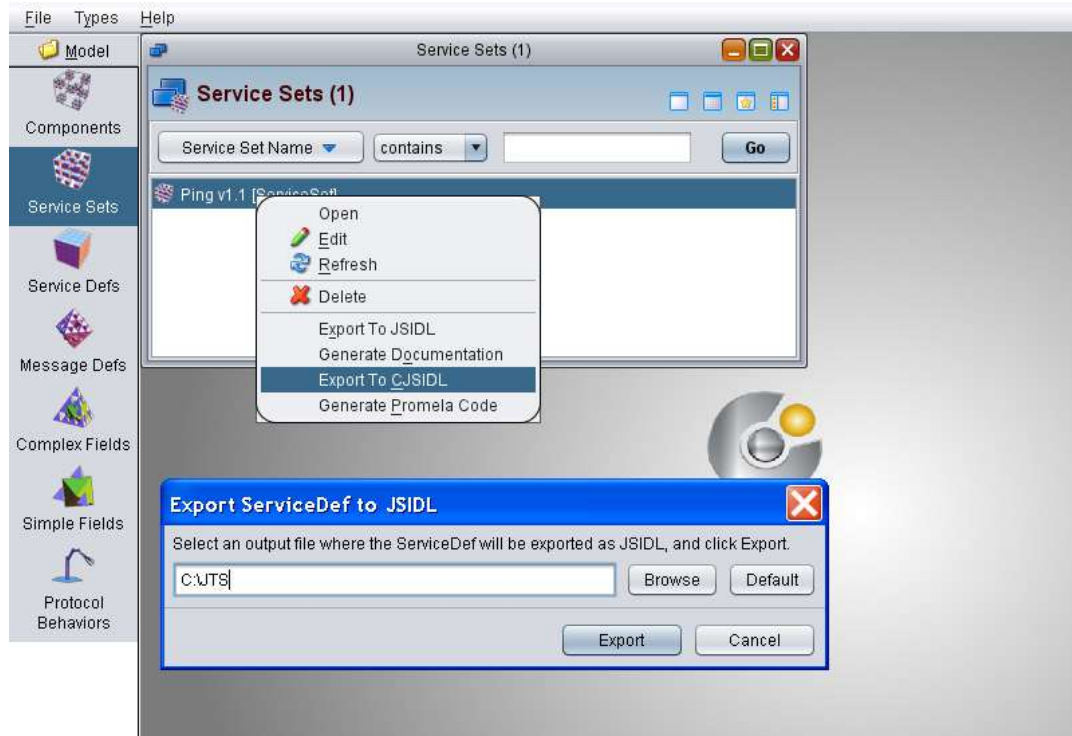 File Types Help
Model
Components
Service Sets
Service Defs
Message Defs
Complex Fields
Simple Fields
Protocol
Behaviors
Service Sets (1)
Service Sets (1)
Service Set Name contains Go
Ping v1.1 [ServiceSet]
Open
Edit
Refresh
Delete
Export To JSIDL
Generate Documentation
Export To CJSIDL
Generate Promela Code
Export ServiceDef to JSIDL
Select an output file where the ServiceDef will be exported as JSIDL, and click Export.
C:\JTS Browse Default
Export Cancel